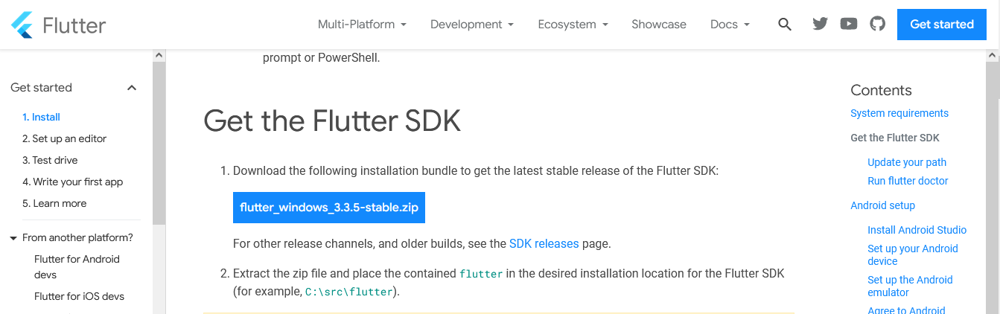 Flutter
Multi-Platform
Development
Ecosystem
Showcase
Docs
Get started
Get started
1. Install
2. Set up an editor
3. Test drive
4. Write your first app
5. Learn more
From another platform?
Flutter for Android
devs
Flutter for iOS devs
prompt or PowerShell.
Get the Flutter SDK
1. Download the following installation bundle to get the latest stable release of the Flutter SDK:
flutter_windows_3.3.5-stable.zip
For other release channels, and older builds, see the SDK releases page.
2. Extract the zip file and place the contained flutter in the desired installation location for the Flutter SDK
(for example, C:\src\flutter).
Contents
System requirements
Get the Flutter SDK
Update your path
Run flutter doctor
Android setup
Install Android Studio
Set up your Android
device
Set up the Android
emulator
Agree to Android